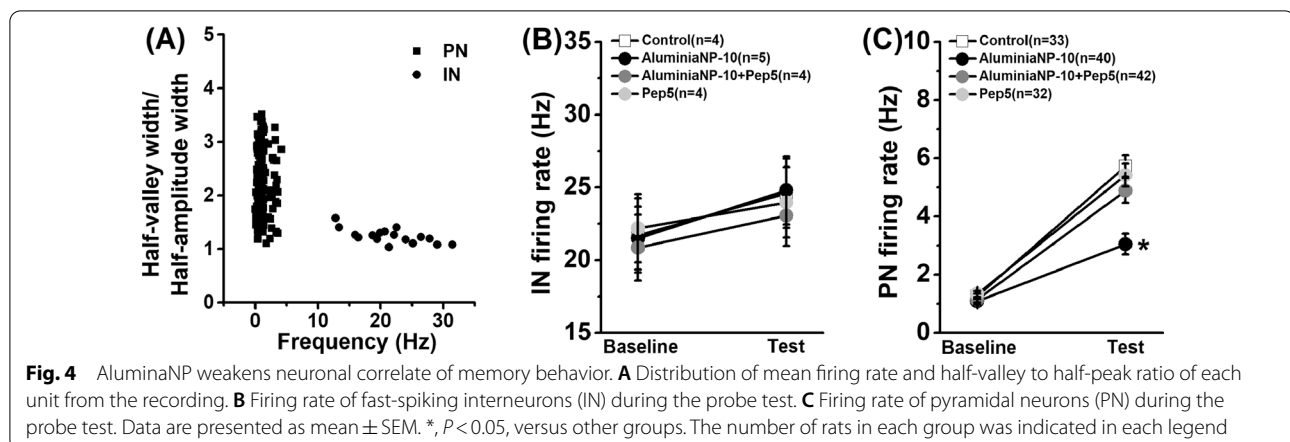 (A)
PN
IN
Half-valley width/
Half-amplitude width
5
4
3
2
1
0
0 10 20 30
Frequency (Hz)
(B)
Control(n=4)
AluminiaNP-10(n=5)
AluminiaNP-10+Pep5(n=4)
Pep5(n=4)
IN firing rate (Hz)
35
30
25
20
15
Baseline Test
(C)
Control(n=33)
AluminiaNP-10(n=40)
AluminiaNP-10+Pep5(n=42)
Pep5(n=32)
PN firing rate (Hz)
10
8
6
4
2
0
*
Baseline Test
Fig. 4 AluminaNP weakens neuronal correlate of memory behavior. A Distribution of mean firing rate and half-valley to half-peak ratio of each
unit from the recording. B Firing rate of fast-spiking interneurons (IN) during the probe test. C Firing rate of pyramidal neurons (PN) during the
probe test. Data are presented as mean ± SEM. *, P < 0.05, versus other groups. The number of rats in each group was indicated in each legend